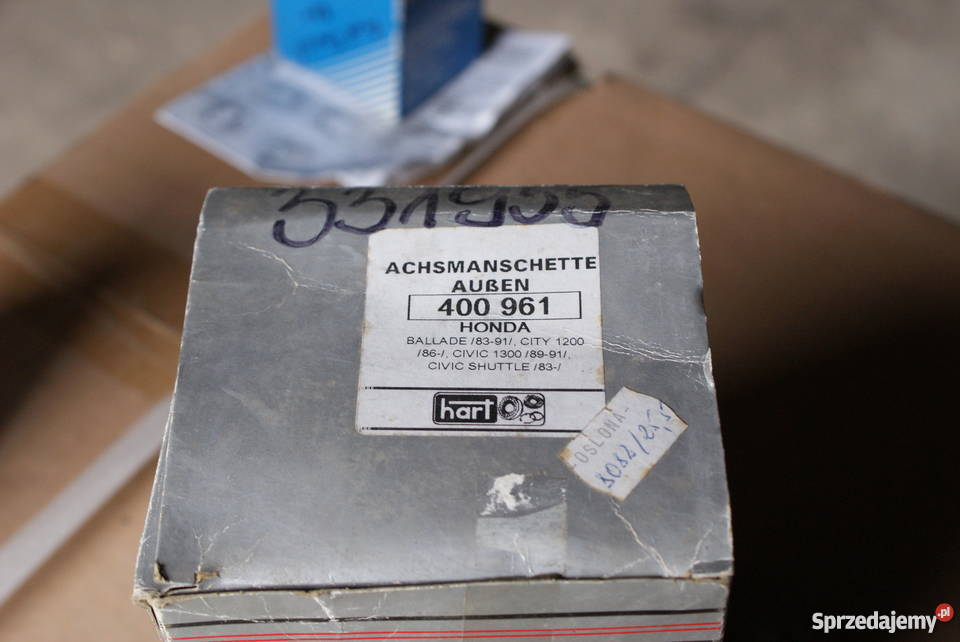 531955
ACHSMANSCHETTE
AUßEN
400 961
HONDA
BALLADE /83-91/, CITY 1200
/86-/, CIVIC 1300 /89-91/,
CIVIC SHUTTLE /83-/
hart
-OSŁONA-
Sprzedajemy.pl